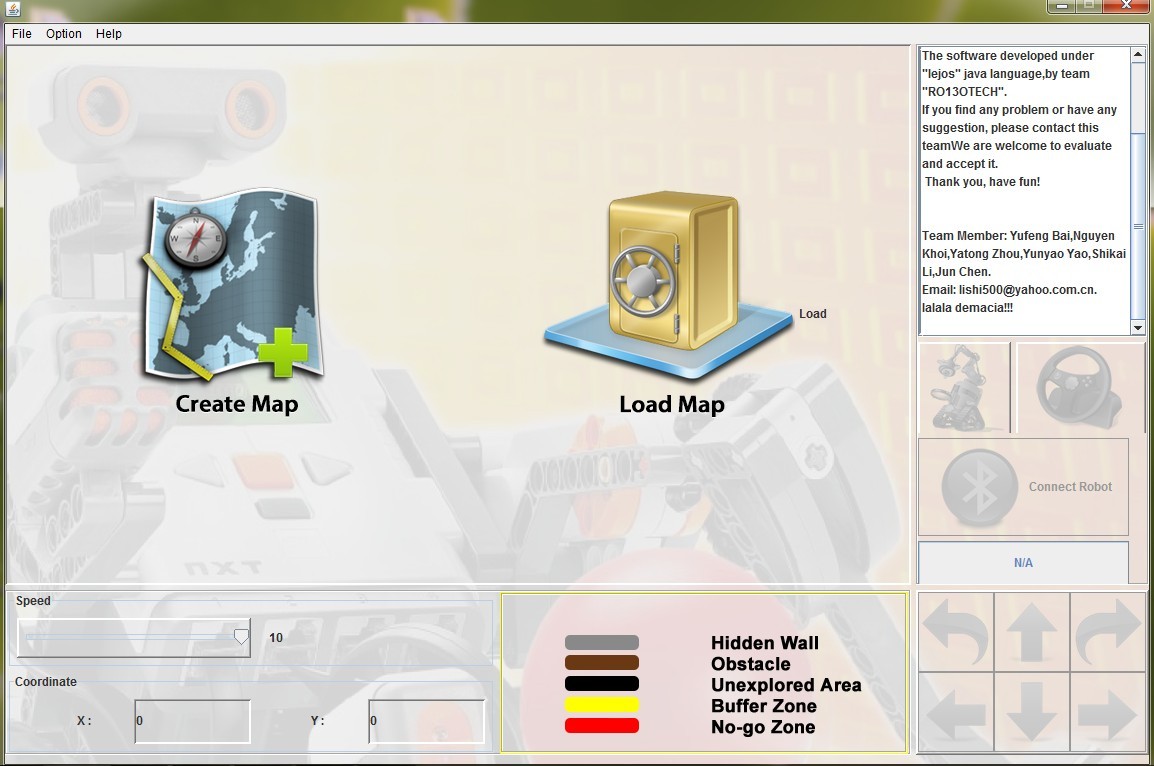 File Option Help
The software developed under
"lejos" java language,by team
"RO13OTECH".
If you find any problem or have any
suggestion, please contact this
teamWe are welcome to evaluate
and accept it.
Thank you, have fun!
Team Member: Yufeng Bai,Nguyen
Khoi,Yatong Zhou,Yunyao Yao,Shikai
Li,Jun Chen.
Email: lishi500@yahoo.com.cn.
lalala demacia!!!
N
W E
S
Create Map
Load Map
Load
Connect Robot
N/A
NXT
Speed
10
Coordinate
X: 0
Y: 0
Hidden Wall
Obstacle
Unexplored Area
Buffer Zone
No-go Zone